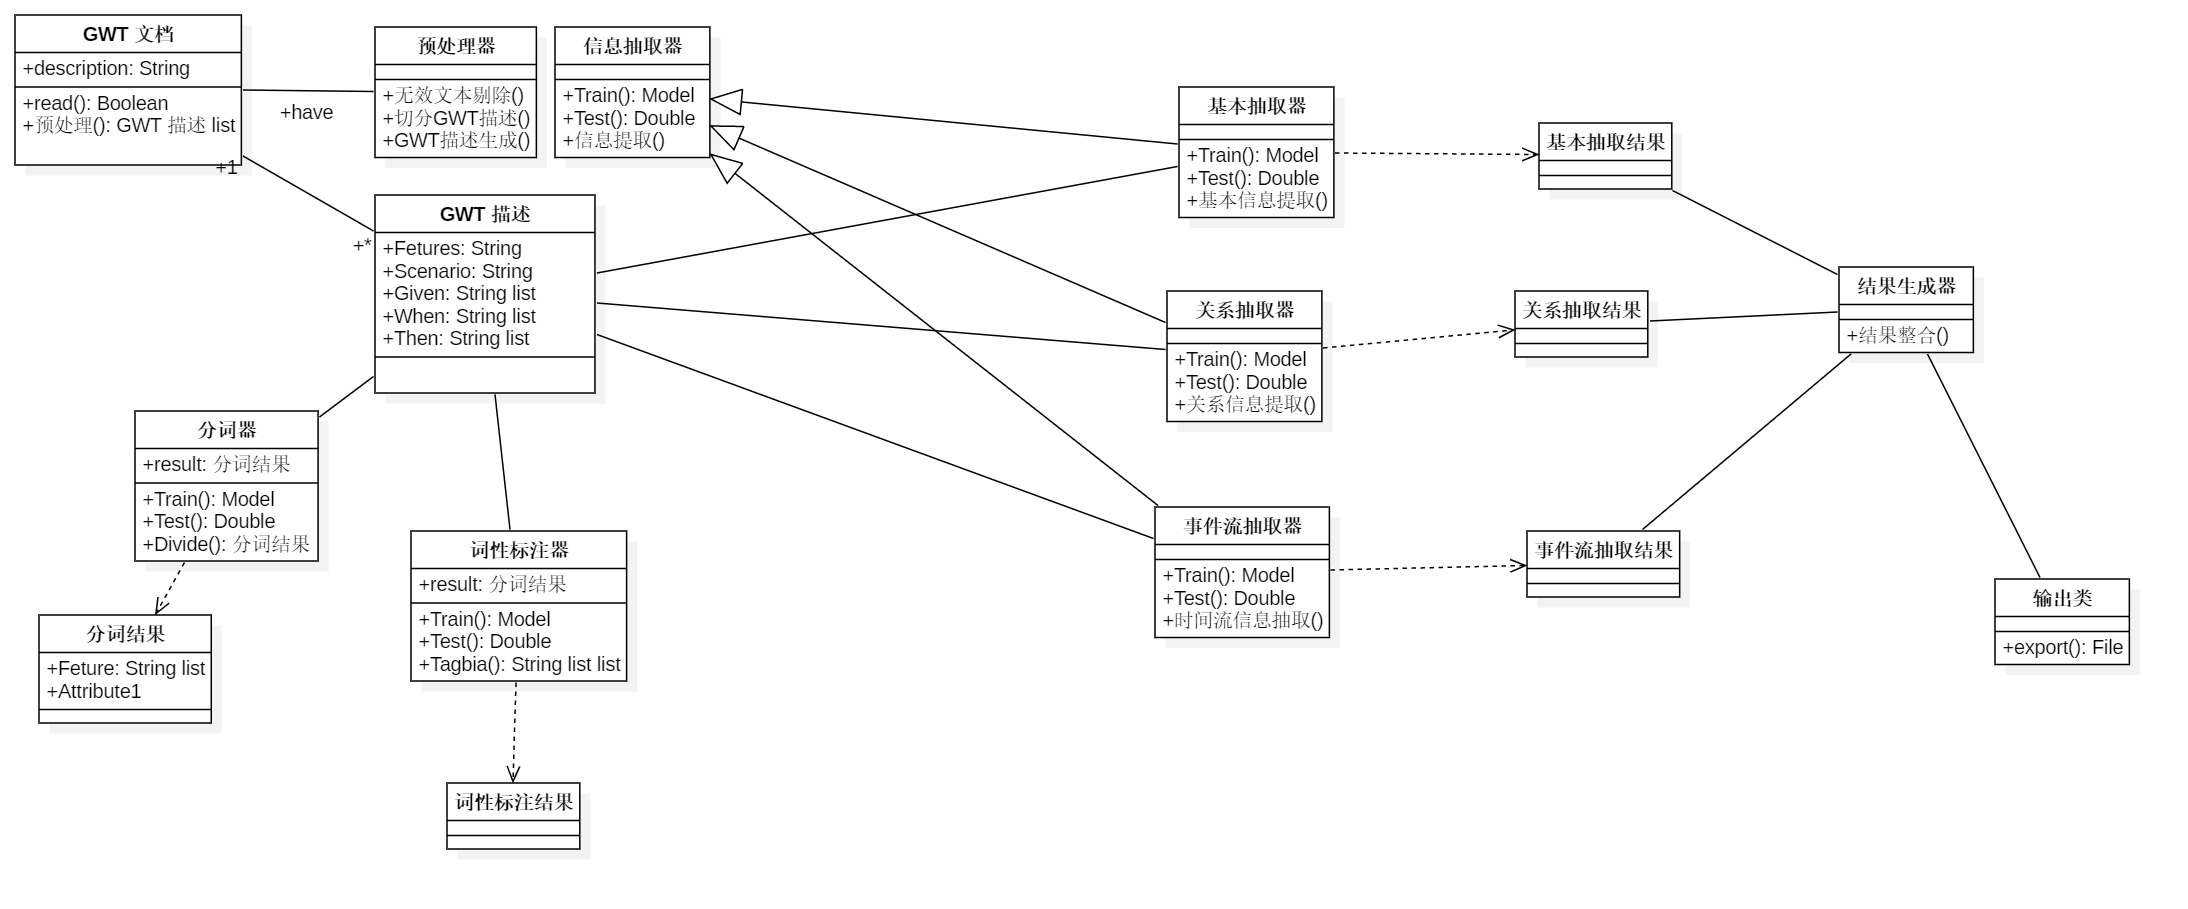 GWT 文档
+description: String
+read(): Boolean
+预处理(): GWT 描述 list
+have
+1
+*
预处理器
+无效文本剔除()
+切分GWT描述()
+GWT描述生成()
信息抽取器
+Train(): Model
+Test(): Double
+信息提取()
GWT 描述
+Fetures: String
+Scenario: String
+Given: String list
+When: String list
+Then: String list
分词器
+result: 分词结果
+Train(): Model
+Test(): Double
+Divide(): 分词结果
分词结果
+Feture: String list
+Attribute1
词性标注器
+result: 分词结果
+Train(): Model
+Test(): Double
+Tagbia(): String list list
词性标注结果
基本抽取器
+Train(): Model
+Test(): Double
+基本信息提取()
关系抽取器
+Train(): Model
+Test(): Double
+关系信息提取()
事件流抽取器
+Train(): Model
+Test(): Double
+时间流信息抽取()
基本抽取结果
关系抽取结果
事件流抽取结果
结果生成器
+结果整合()
输出类
+export(): File